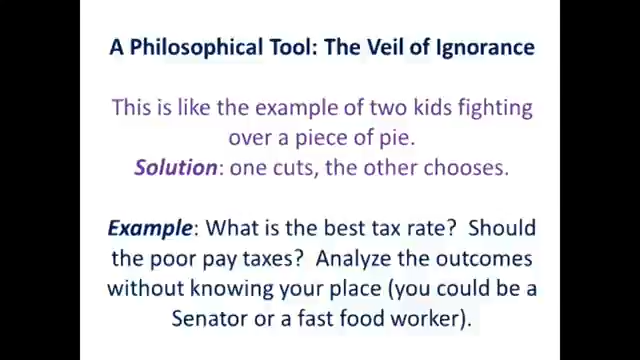 A Philosophical Tool: The Veil of Ignorance
This is like the example of two kids fighting
over a piece of pie.
Solution: one cuts, the other chooses.
Example: What is the best tax rate? Should
the poor pay taxes? Analyze the outcomes
without knowing your place (you could be a
Senator or a fast food worker).